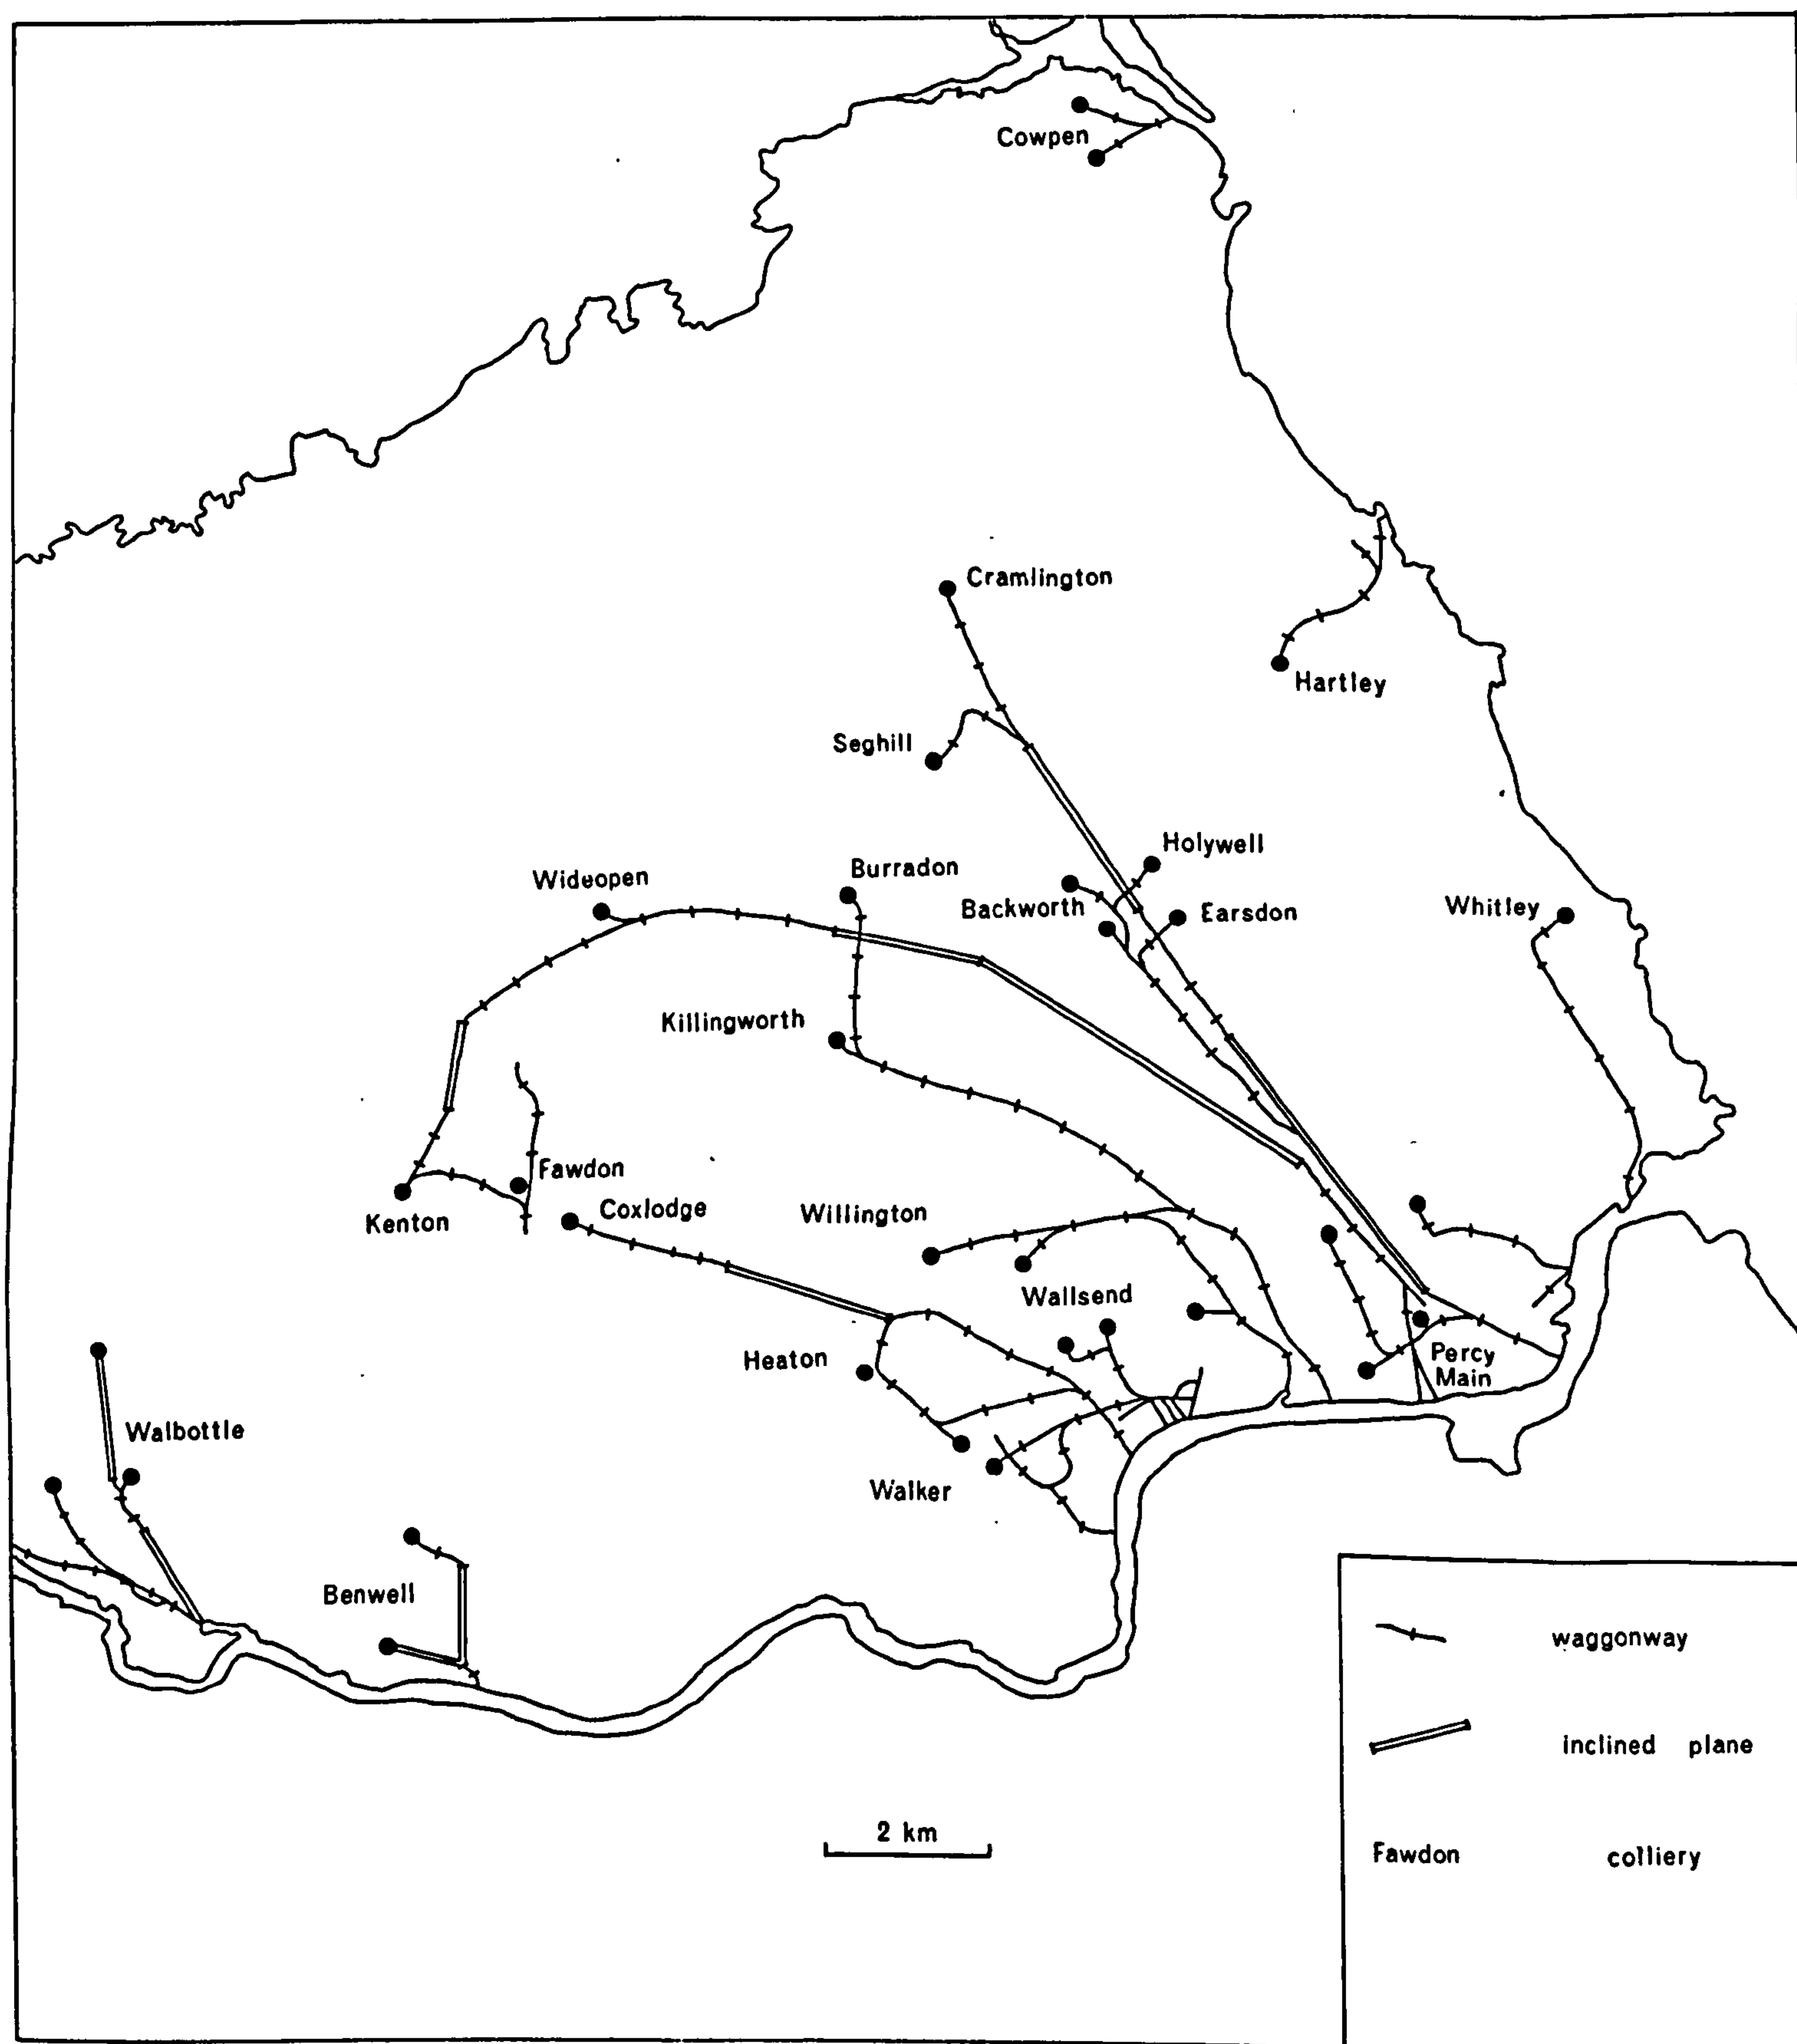 Cowpen
Cramlington
Hartley
Seghill
Holywell
Burradon
Wideopen
Backworth
Earsdon
Whitley
Killingworth
Fawdon
Coxlodge
Willington
Kenton
Wallsend
Heaton
Percy
Main
Walbottle
Walker
Benwell
waggonway
inclined plane
2 km
Fawdon colliery